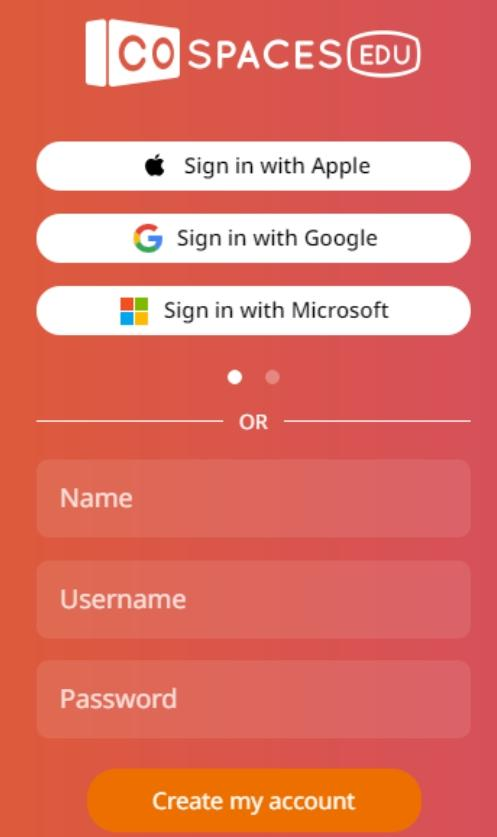 CO SPACES EDU
Sign in with Apple
Sign in with Google
Sign in with Microsoft
OR
Name
Username
Password
Create my account